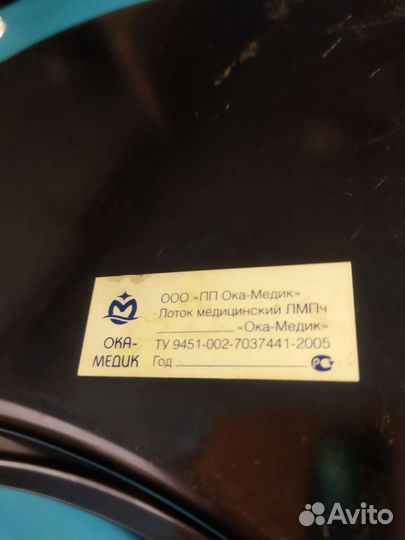 ООО «ПП Ока-Медик»
Лоток медицинский ЛМПч
«Ока-Медик»
ОКА-
МЕДИК
ТУ 9451-002-7037441-2005
Год
Avito